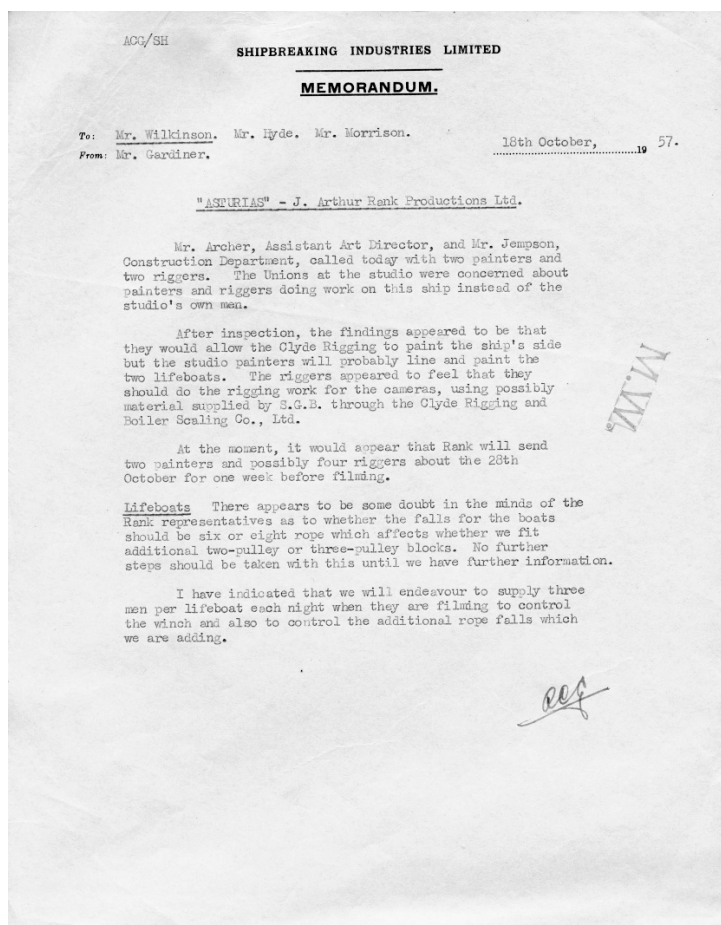 ACG/SH
SHIPBREAKING INDUSTRIES LIMITED
MEMORANDUM.
To: Mr. Wilkinson. Mr. Hyde. Mr. Morrison.
18th October, 19 57.
From: Mr. Gardiner.
"ASTURIAS" - J. Arthur Rank Productions Ltd.
Mr. Archer, Assistant Art Director, and Mr. Jempson,
Construction Department, called today with two painters and
two riggers. The Unions at the studio were concerned about
painters and riggers doing work on this ship instead of the
studio's own men.
After inspection, the findings appeared to be that
they would allow the Clyde Rigging to paint the ship's side
but the studio painters will probably line and paint the
two lifeboats. The riggers appeared to feel that they
should do the rigging work for the cameras, using possibly
material supplied by S.G.B. through the Clyde Rigging and
Boiler Scaling Co., Ltd.
M.W.
At the moment, it would appear that Rank will send
two painters and possibly four riggers about the 28th
October for one week before filming.
Lifeboats There appears to be some doubt in the minds of the
Rank representatives as to whether the falls for the boats
should be six or eight rope which affects whether we fit
additional two-pulley or three-pulley blocks. No further
steps should be taken with this until we have further information.
I have indicated that we will endeavour to supply three
men per lifeboat each night when they are filming to control
the winch and also to control the additional rope falls which
we are adding.
ACG